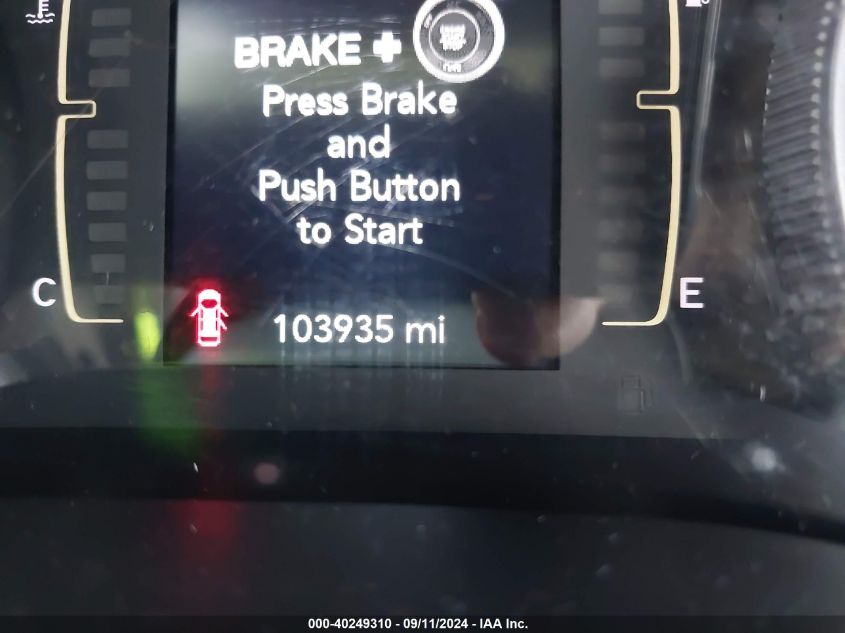 BRAKE +
Press Brake
and
Push Button
to Start
C
E
103935 mi
000-40249310 - 09/11/2024 - IAA Inc.